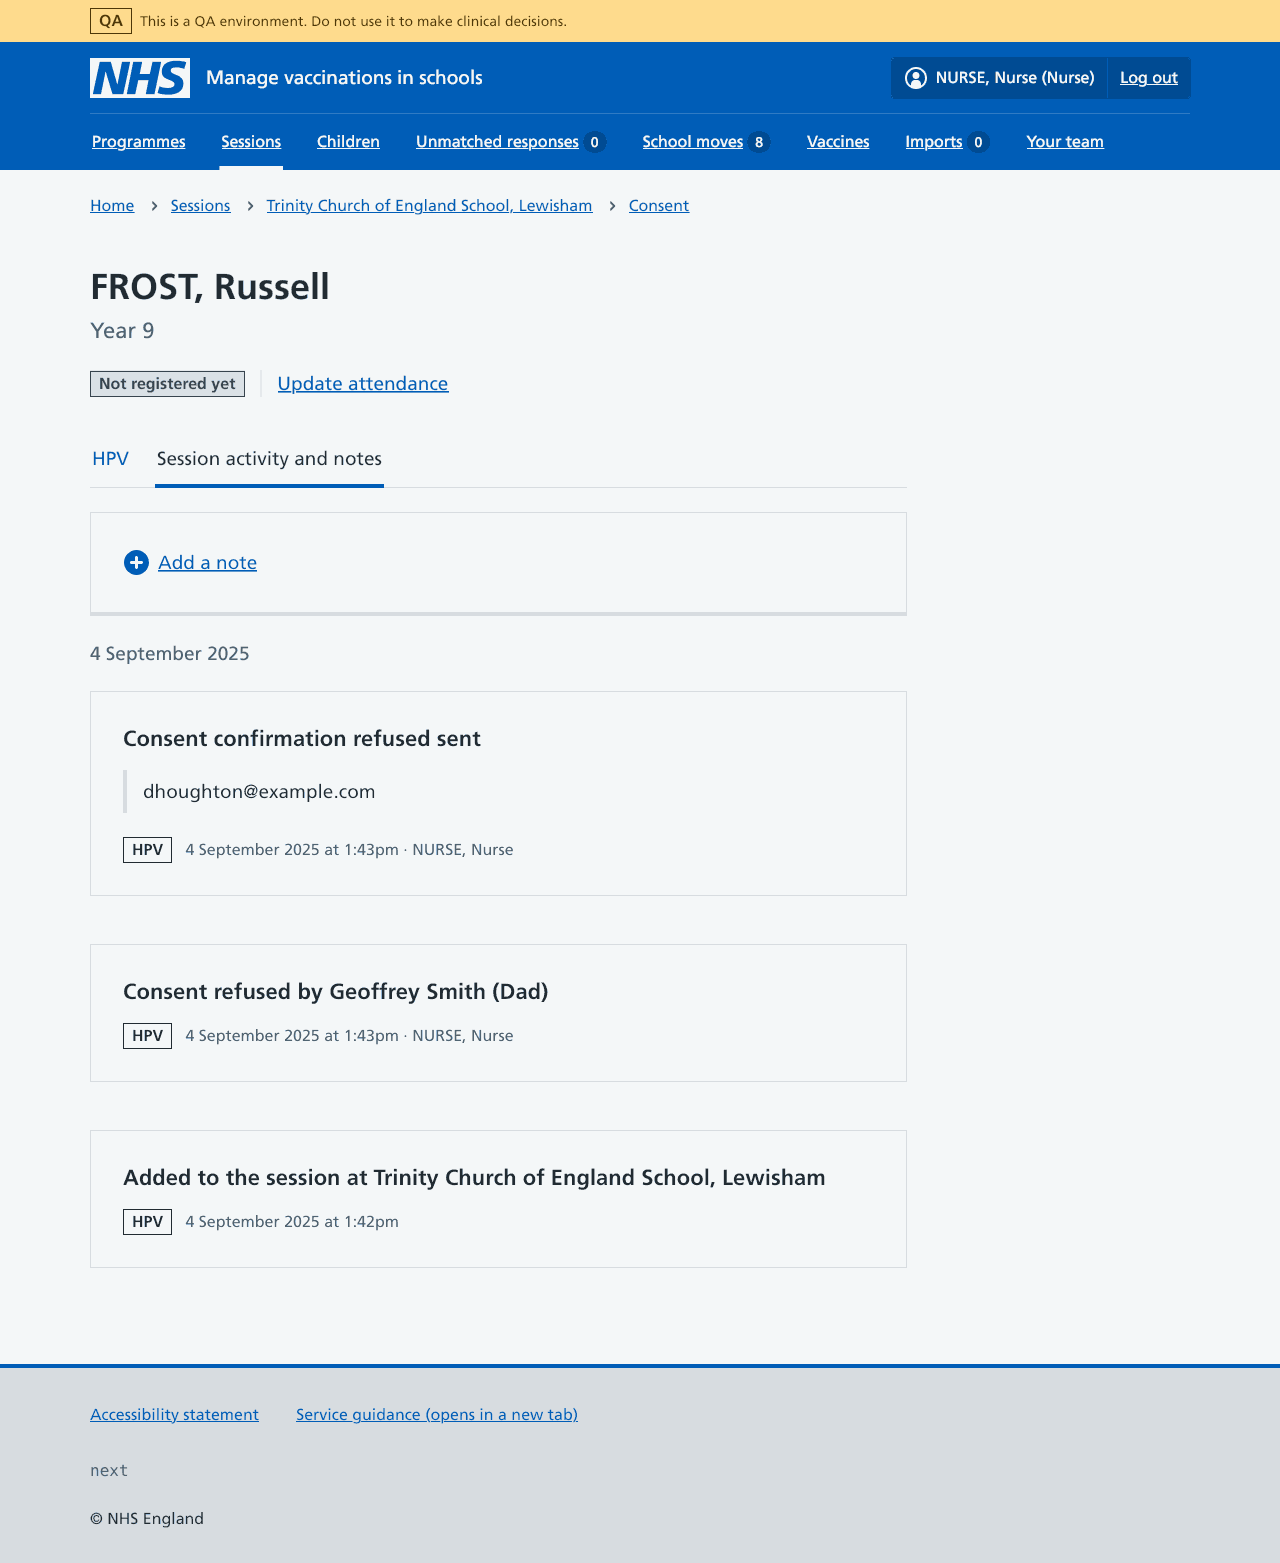 QA This is a QA environment. Do not use it to make clinical decisions.
NHS Manage vaccinations in schools NURSE, Nurse (Nurse) Log out
Programmes Sessions Children Unmatched responses 0 School moves 8 Vaccines Imports 0 Your team
Home › Sessions › Trinity Church of England School, Lewisham › Consent
FROST, Russell
Year 9
Not registered yet Update attendance
HPV Session activity and notes
Add a note
4 September 2025
Consent confirmation refused sent
dhoughton@example.com
HPV 4 September 2025 at 1:43pm · NURSE, Nurse
Consent refused by Geoffrey Smith (Dad)
HPV 4 September 2025 at 1:43pm · NURSE, Nurse
Added to the session at Trinity Church of England School, Lewisham
HPV 4 September 2025 at 1:42pm
Accessibility statement Service guidance (opens in a new tab)
next
© NHS England